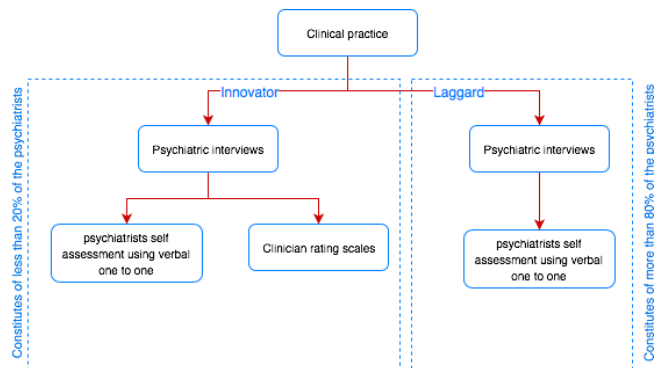 Clinical practice
Innovator
Laggard
Constitutes of less than 20% of the psychiatrists
Psychiatric interviews
psychiatrists self
assessment using verbal
one to one
Clinician rating scales
Psychiatric interviews
psychiatrists self
assessment using verbal
one to one
Constitutes of more than 80% of the psychiatrists